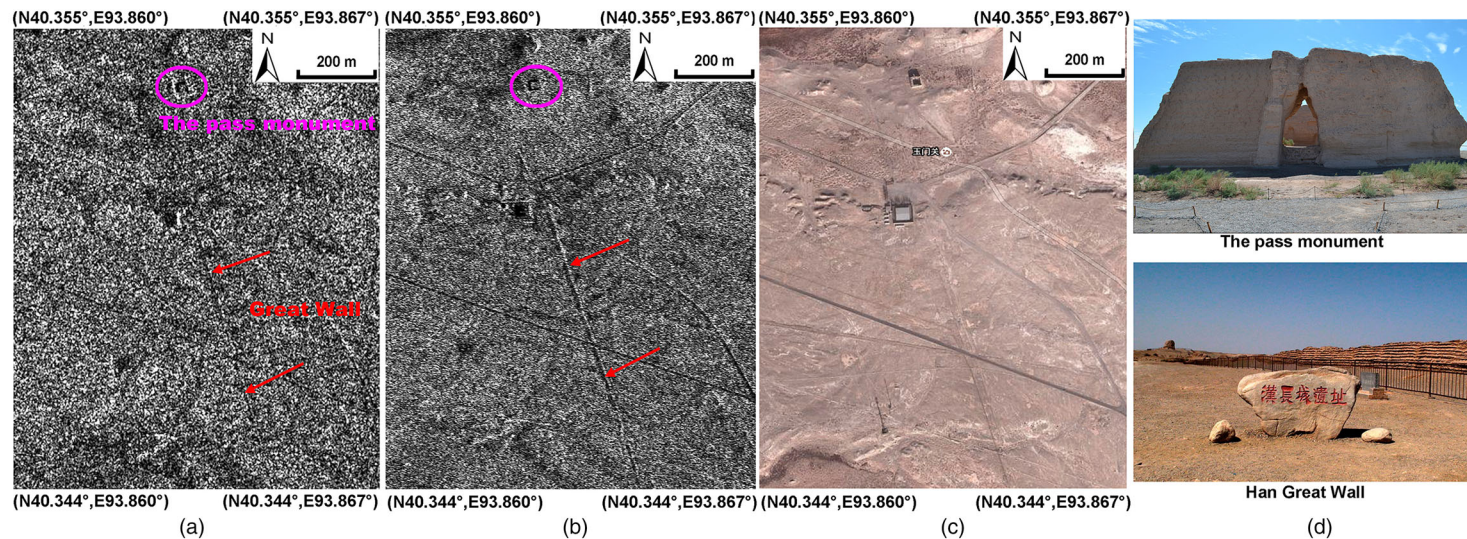 (N40.355°,E93.860°) (N40.355°,E93.867°)
N
200 m
The pass monument
Great Wall
(N40.344°,E93.860°) (N40.344°,E93.867°)
(a)
(N40.355°,E93.860°) (N40.355°,E93.867°)
N
200 m
(N40.344°,E93.860°) (N40.344°,E93.867°)
(b)
(N40.355°,E93.860°) (N40.355°,E93.867°)
N
200 m
玉门关
(N40.344°,E93.860°) (N40.344°,E93.867°)
(c)
The pass monument
漢長城遺址
Han Great Wall
(d)